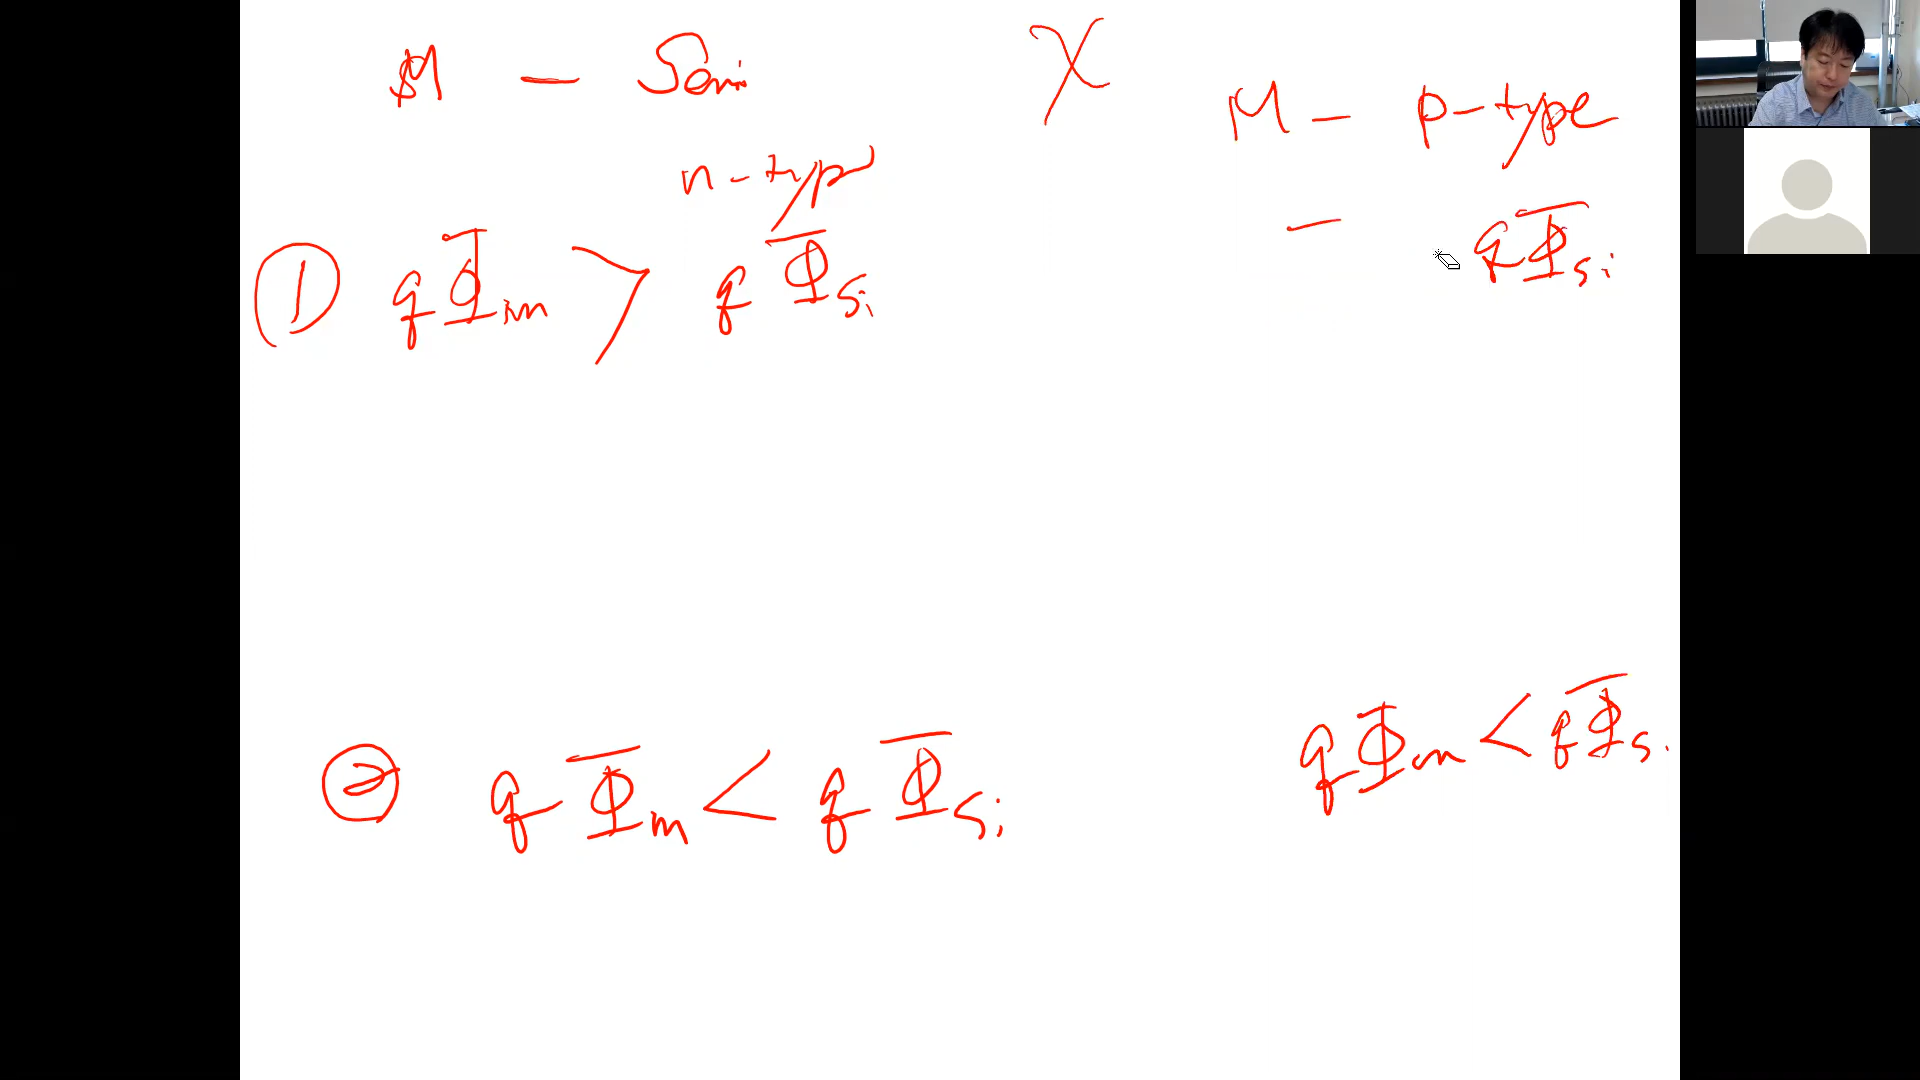 M - Semi
X
M - p-type
n-type
① qΦm > qΦsi
- qΦsi
② qΦm < qΦsi
qΦm < qΦsi